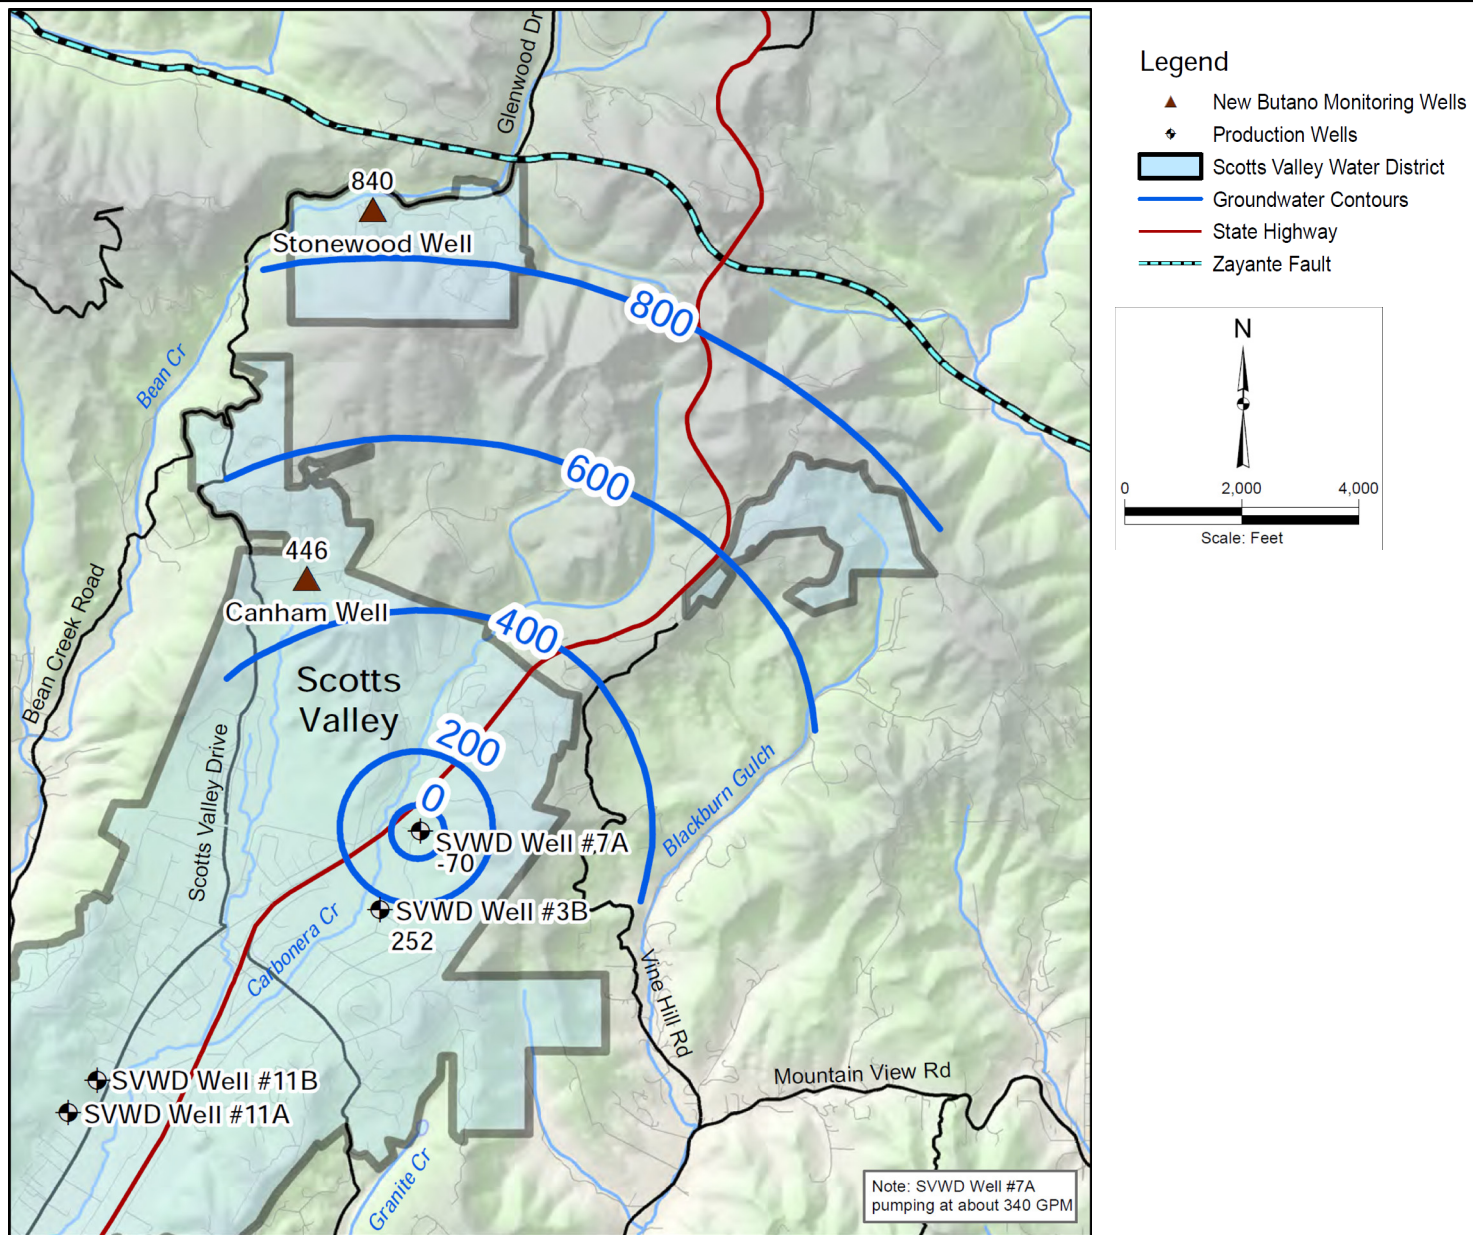 Glenwood Dr
840
Stonewood Well
800
Bean Cr
600
446
Canham Well
400
Bean Creek Road
Scotts
Valley
200
0
Scotts Valley Drive
SVWD Well #7A
-70
Blackburn Gulch
SVWD Well #3B
252
Carbonera Cr
Vine Hill Rd
SVWD Well #11B
SVWD Well #11A
Mountain View Rd
Granite Cr
Note: SVWD Well #7A
pumping at about 340 GPM
Legend
New Butano Monitoring Wells
Production Wells
Scotts Valley Water District
Groundwater Contours
State Highway
Zayante Fault
N
0 2,000 4,000
Scale: Feet